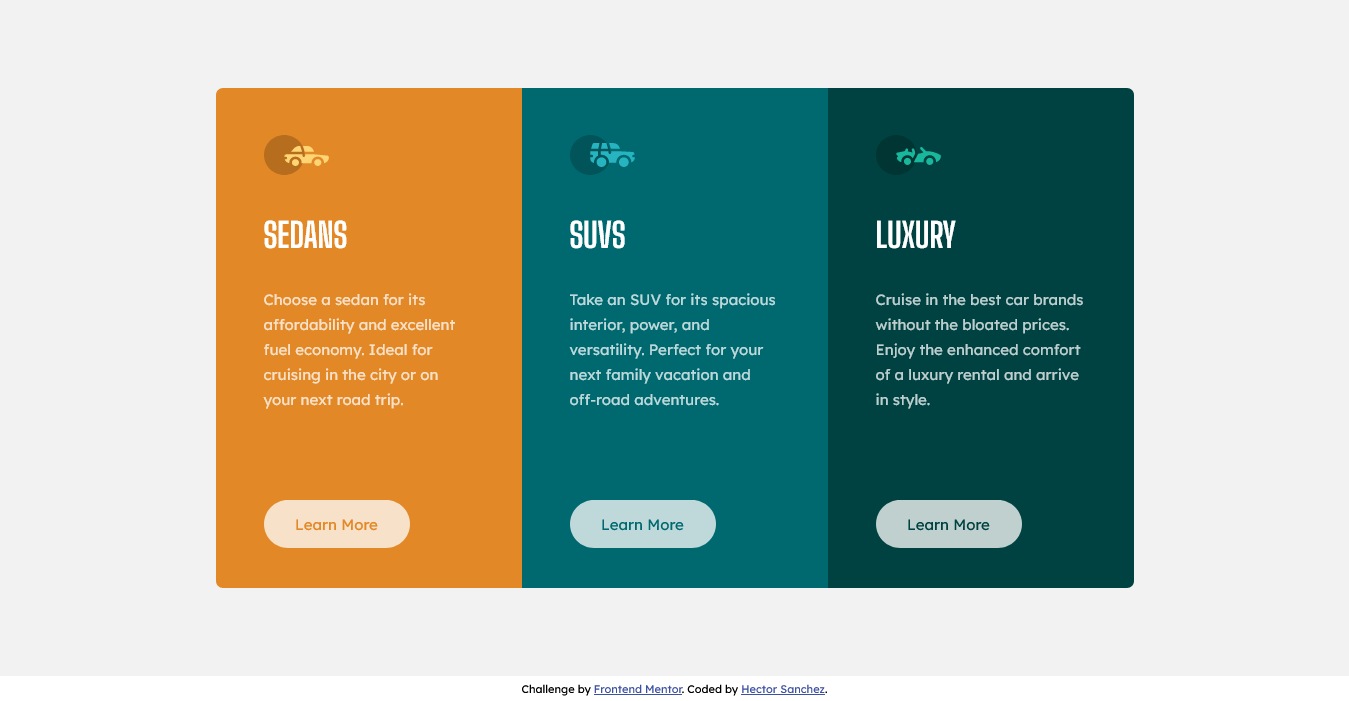 SEDANS
Choose a sedan for its
affordability and excellent
fuel economy. Ideal for
cruising in the city or on
your next road trip.
Learn More
SUVS
Take an SUV for its spacious
interior, power, and
versatility. Perfect for your
next family vacation and
off-road adventures.
Learn More
LUXURY
Cruise in the best car brands
without the bloated prices.
Enjoy the enhanced comfort
of a luxury rental and arrive
in style.
Learn More
Challenge by Frontend Mentor. Coded by Hector Sanchez.